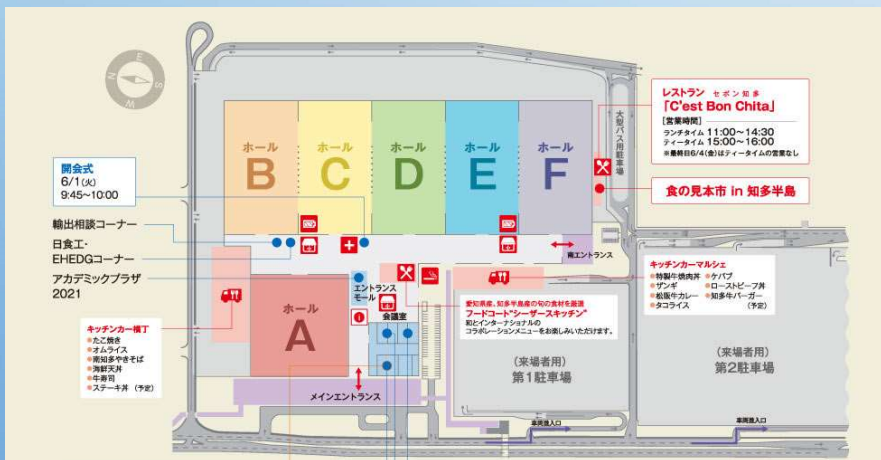 N
E
S
W
ホール
B
ホール
C
ホール
D
ホール
E
ホール
F
大型バス用駐車場
レストラン セボン知多
「C'est Bon Chita」
[営業時間]
ランチタイム 11:00〜14:30
ティータイム 15:00〜16:00
※最終日6/4(金)はティータイムの営業なし
食の見本市 in 知多半島
開会式
6/1(火)
9:45〜10:00
輸出相談コーナー
日食工・
EHEDGコーナー
アカデミックプラザ
2021
エントランス
モール
会議室
ホール
A
南エントランス
キッチンカーマルシェ
●特製牛焼肉丼 ●ケバブ
●ザンギ ●ローストビーフ丼
●松阪牛カレー ●知多牛バーガー
●タコライス (予定)
愛知県産、知多半島産の旬の食材を厳選
フードコート"シーザースキッチン"
和とインターナショナルの
コラボレーションメニューをお楽しみいただけます。
キッチンカー横丁
●たこ焼き
●オムライス
●南知多やきそば
●海鮮天丼
●牛寿司
●ステーキ丼 (予定)
(来場者用)
第1駐車場
(来場者用)
第2駐車場
メインエントランス
車両進入口
車両進入口